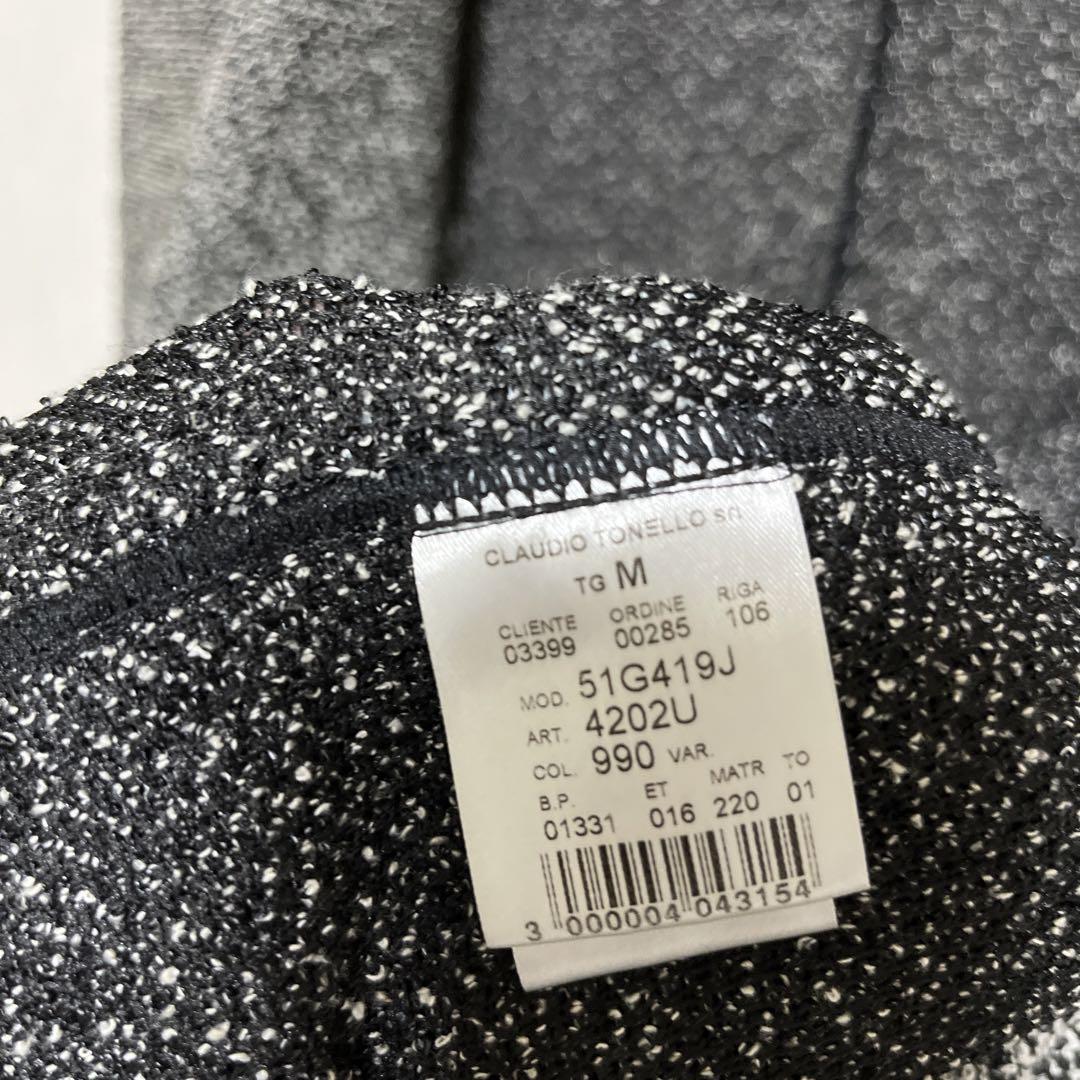 CLAUDIO TONELLO srl
TG M
CLIENTE ORDINE RIGA
03399 00285 106
MOD. 51G419J
ART. 4202U
COL. 990 VAR.
B.P. ET MATR TO
01331 016 220 01
3 000004 043154